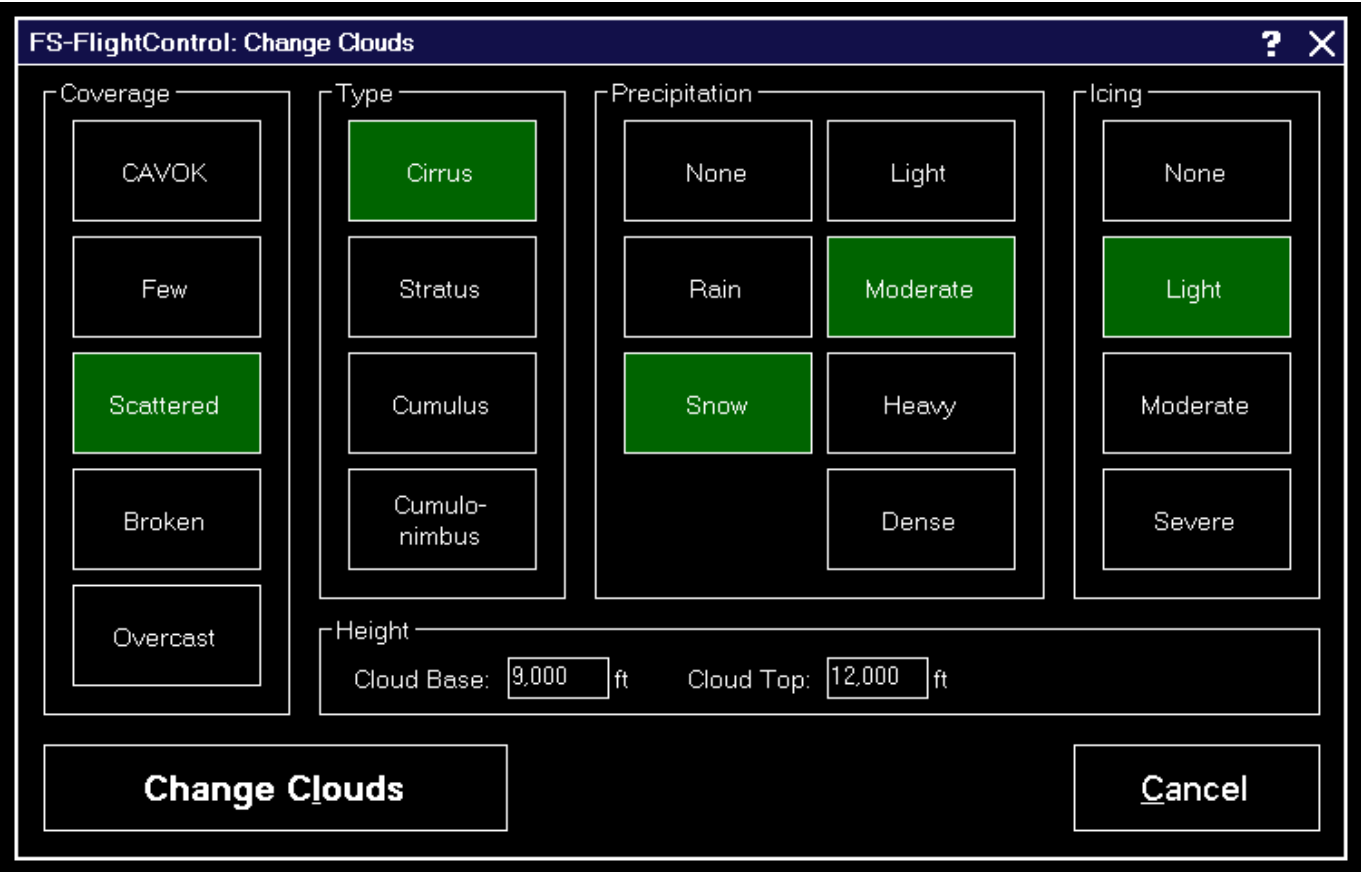 FS-FlightControl: Change Clouds ? X
Coverage
CAVOK
Few
Scattered
Broken
Overcast
Type
Cirrus
Stratus
Cumulus
Cumulo-
nimbus
Precipitation
None
Light
Rain
Moderate
Snow
Heavy
Dense
Icing
None
Light
Moderate
Severe
Height
Cloud Base: 9,000 ft Cloud Top: 12,000 ft
Change Clouds
Cancel